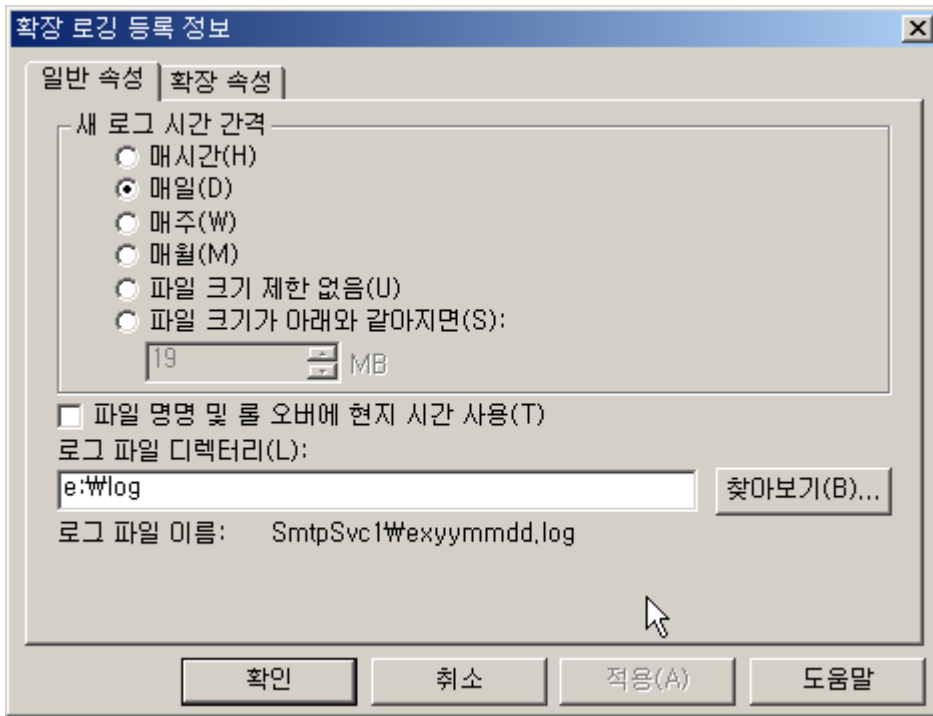 확장 로깅 등록 정보
일반 속성 확장 속성
새 로그 시간 간격
매시간(H)
매일(D)
매주(W)
매월(M)
파일 크기 제한 없음(U)
파일 크기가 아래와 같아지면(S):
19 MB
파일 명명 및 롤 오버에 현지 시간 사용(T)
로그 파일 디렉터리(L):
e:₩log 찾아보기(B)...
로그 파일 이름: SmtpSvc1₩exyymmdd.log
확인 취소 적용(A) 도움말